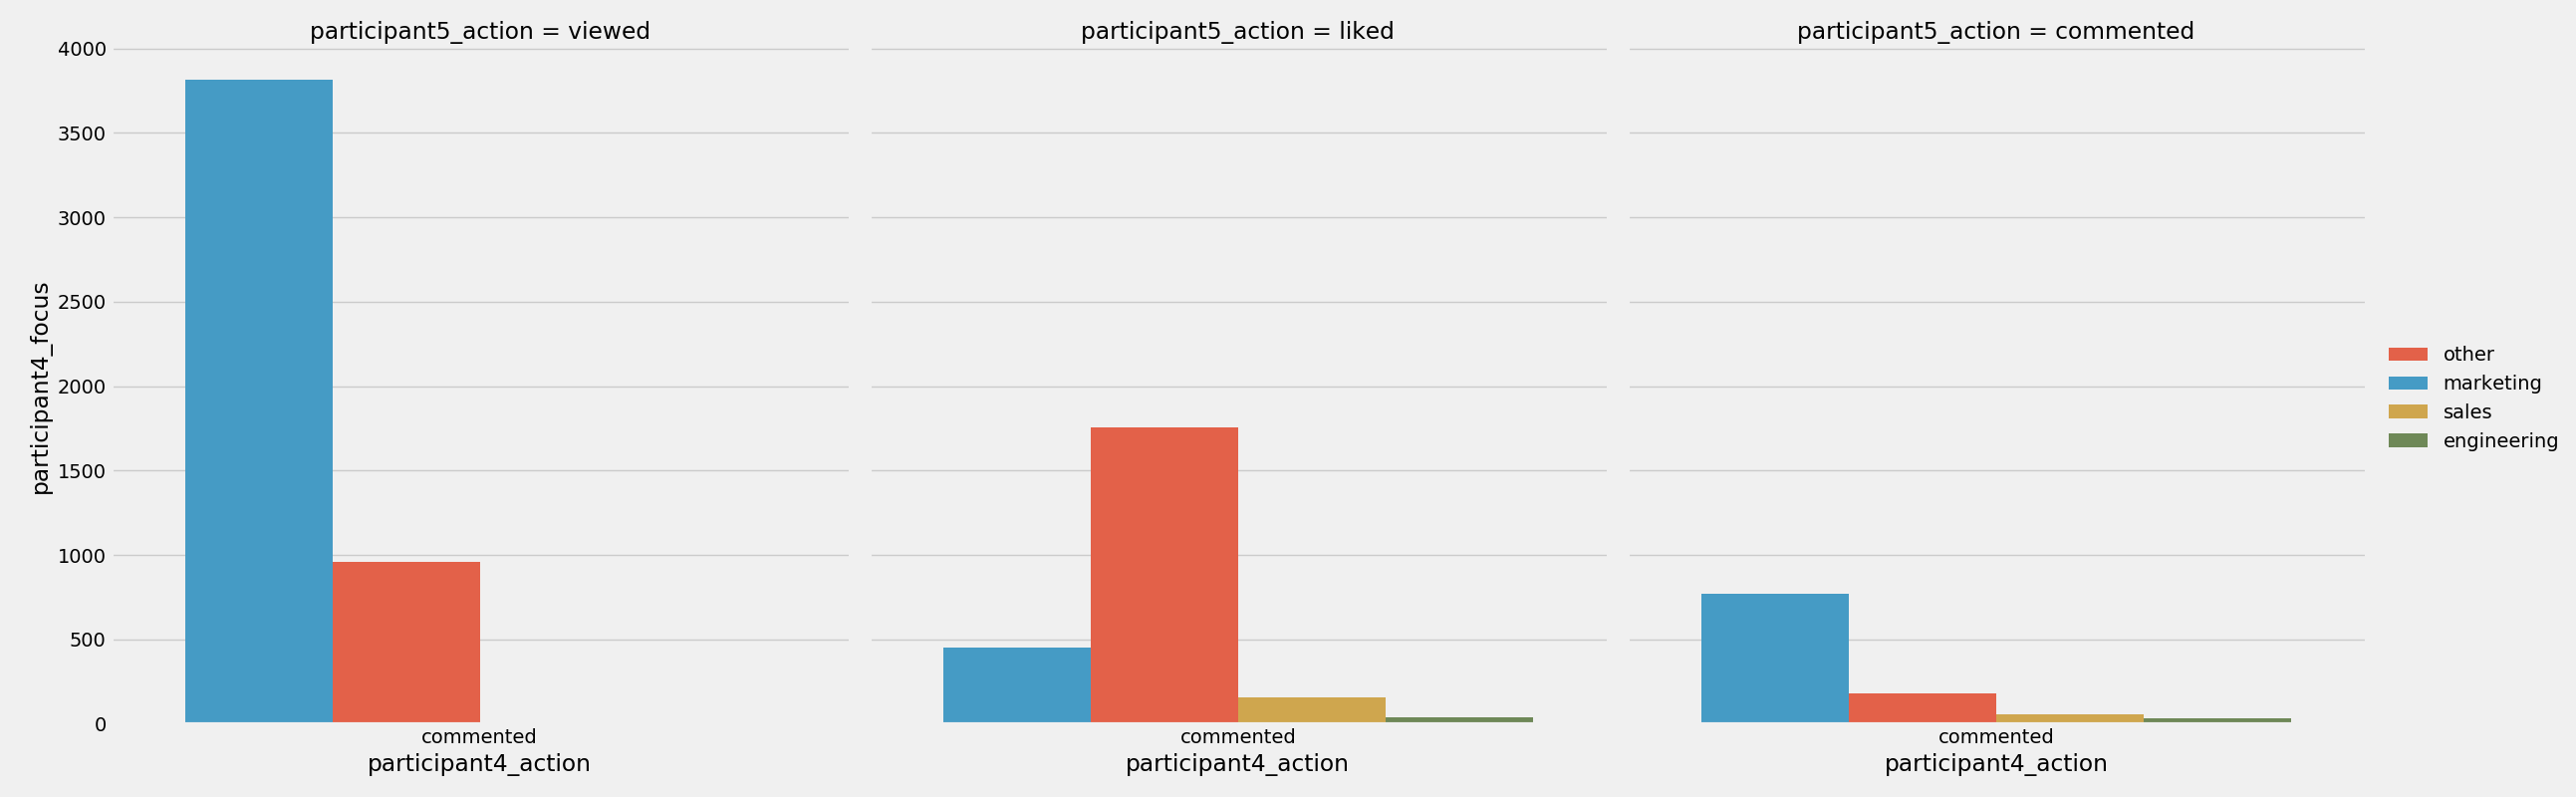 participant5_action = viewed
participant5_action = liked
participant5_action = commented
4000
3500
3000
2500
2000
1500
1000
500
0
participant4_focus
commented
commented
commented
participant4_action
participant4_action
participant4_action
other
marketing
sales
engineering